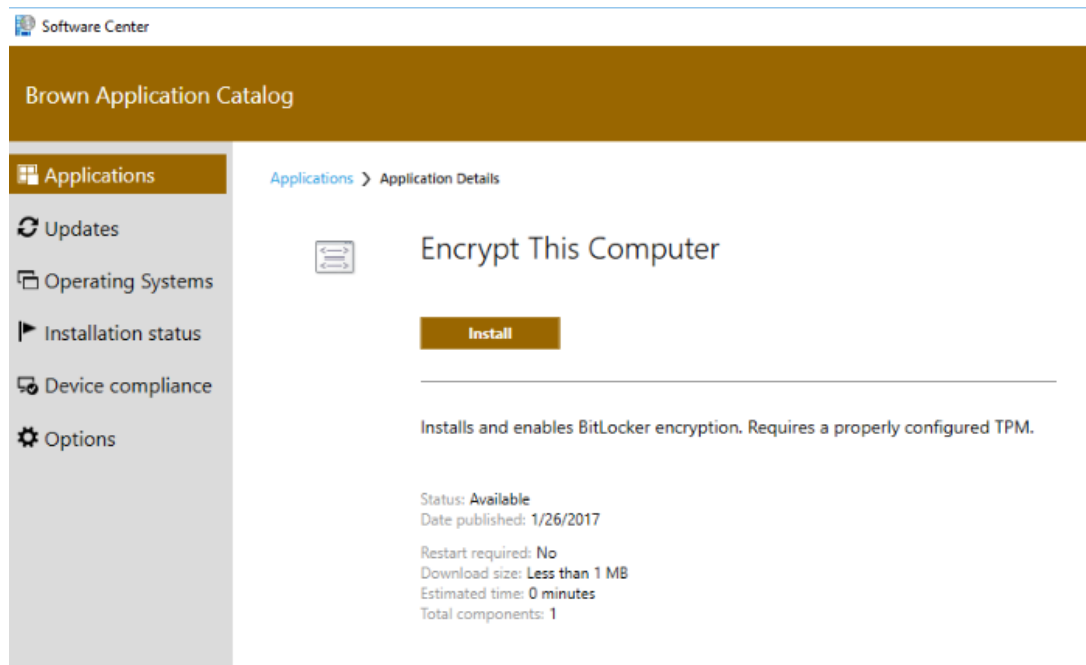 Software Center
Brown Application Catalog
Applications
Updates
Operating Systems
Installation status
Device compliance
Options
Applications ❯ Application Details
Encrypt This Computer
Install
Installs and enables BitLocker encryption. Requires a properly configured TPM.
Status: Available
Date published: 1/26/2017
Restart required: No
Download size: Less than 1 MB
Estimated time: 0 minutes
Total components: 1